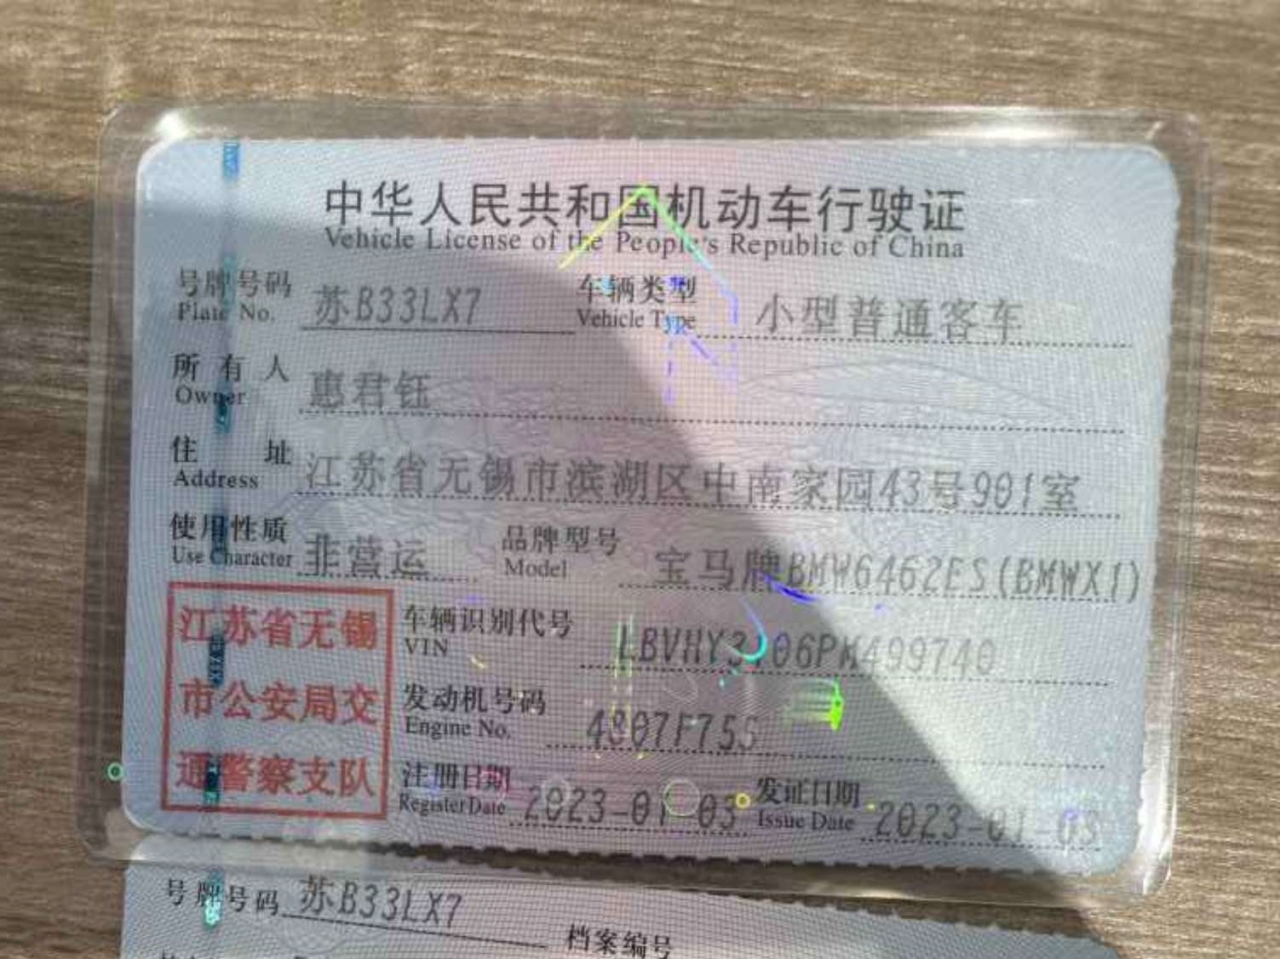 中华人民共和国机动车行驶证
Vehicle License of the People's Republic of China
号牌号码 苏B33LX7 车辆类型 小型普通客车
Plate No. Vehicle Type
所有人 惠君钰
Owner
住址 江苏省无锡市滨湖区中南家园43号901室
Address
使用性质 非营运 品牌型号 宝马牌BMW6462ES(BMWX1)
Use Character Model
江苏省无锡
市公安局交
通警察支队
车辆识别代号 LBVHY3106PM499740
VIN
发动机号码
Engine No.
注册日期 2023-01-03 发证日期 2023-01-03
Register Date Issue Date
号牌号码 苏B33LX7
档案编号